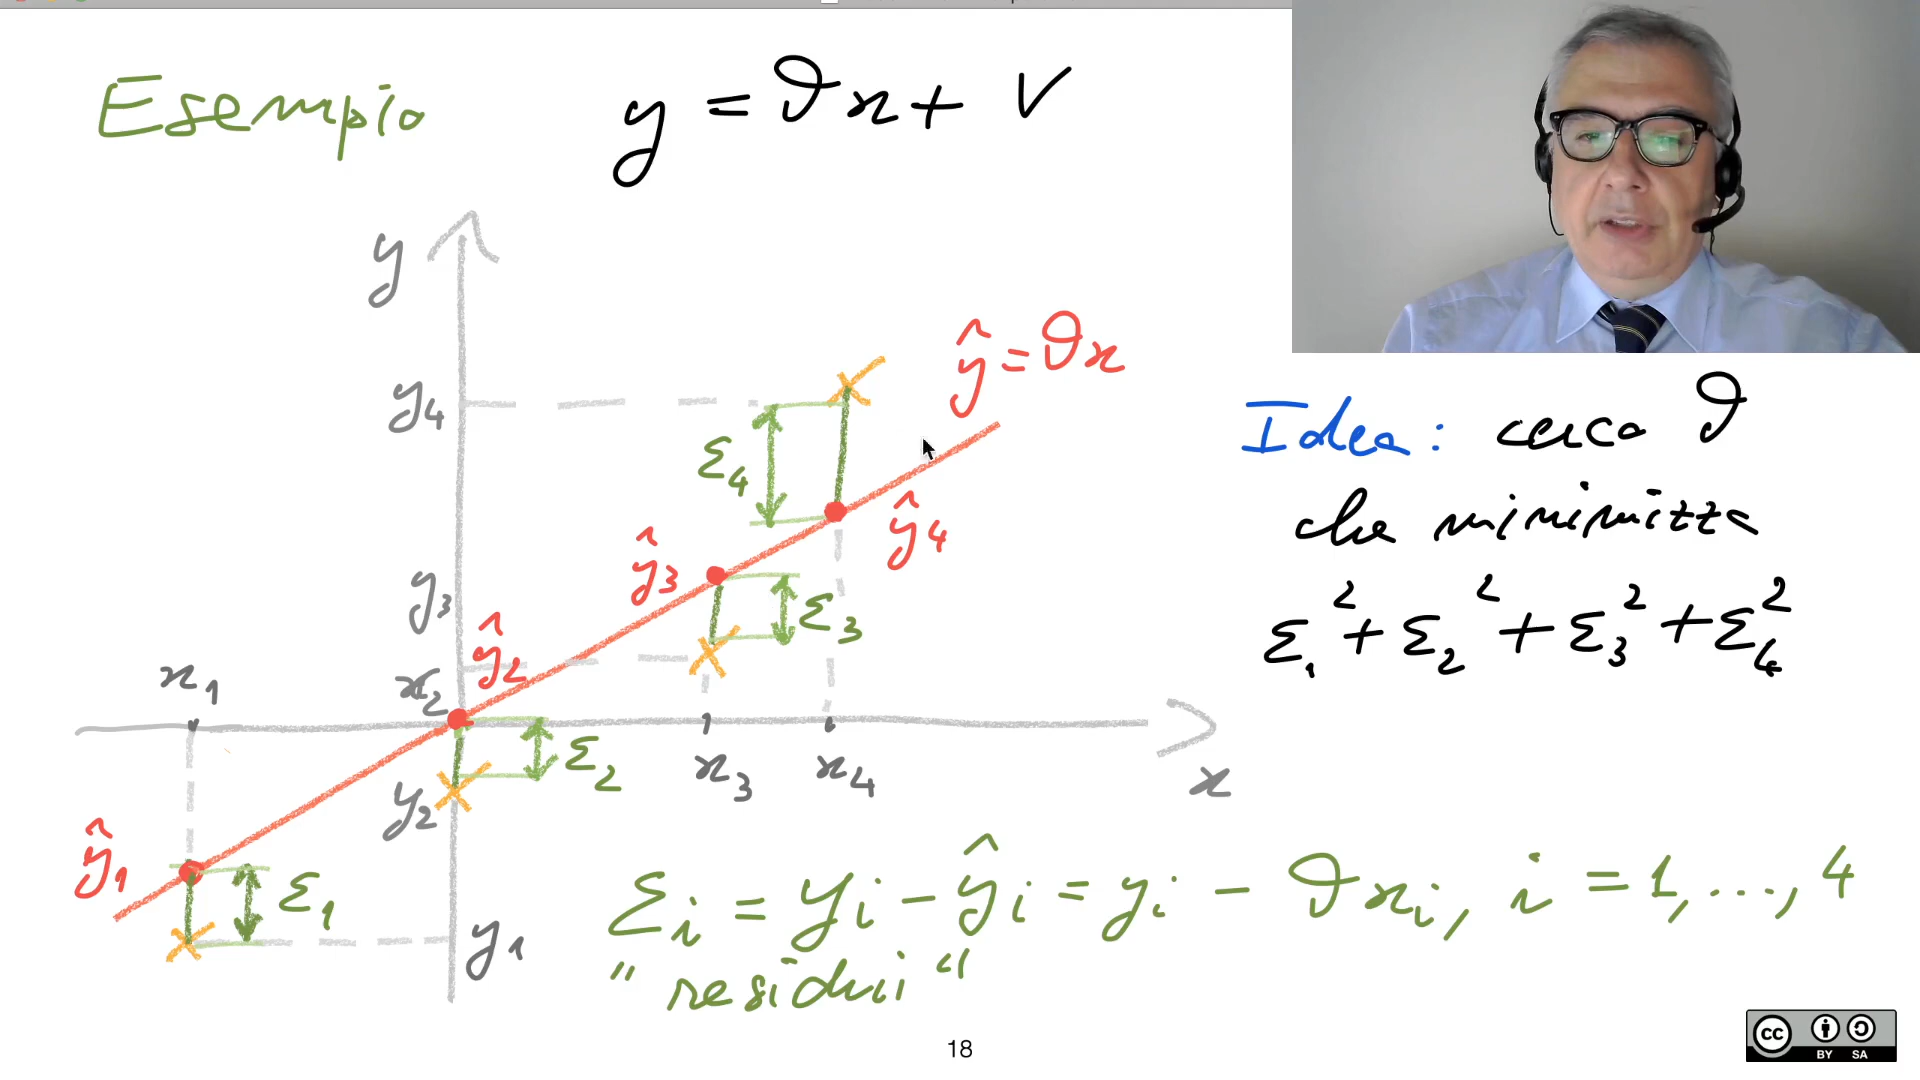 Esempio
y = ϑx + v
y
ŷ = ϑx
y4
ε4
ŷ4
ŷ3
y3
ε3
ŷ2
x1
x2
x3
x4
x
ε2
y2
ŷ1
ε1
y1
Idea: cerco ϑ
che minimizza
ε1² + ε2² + ε3² + ε4²
εi = yi - ŷi = yi - ϑxi, i = 1, ..., 4
"residui"
18
cc
BY SA